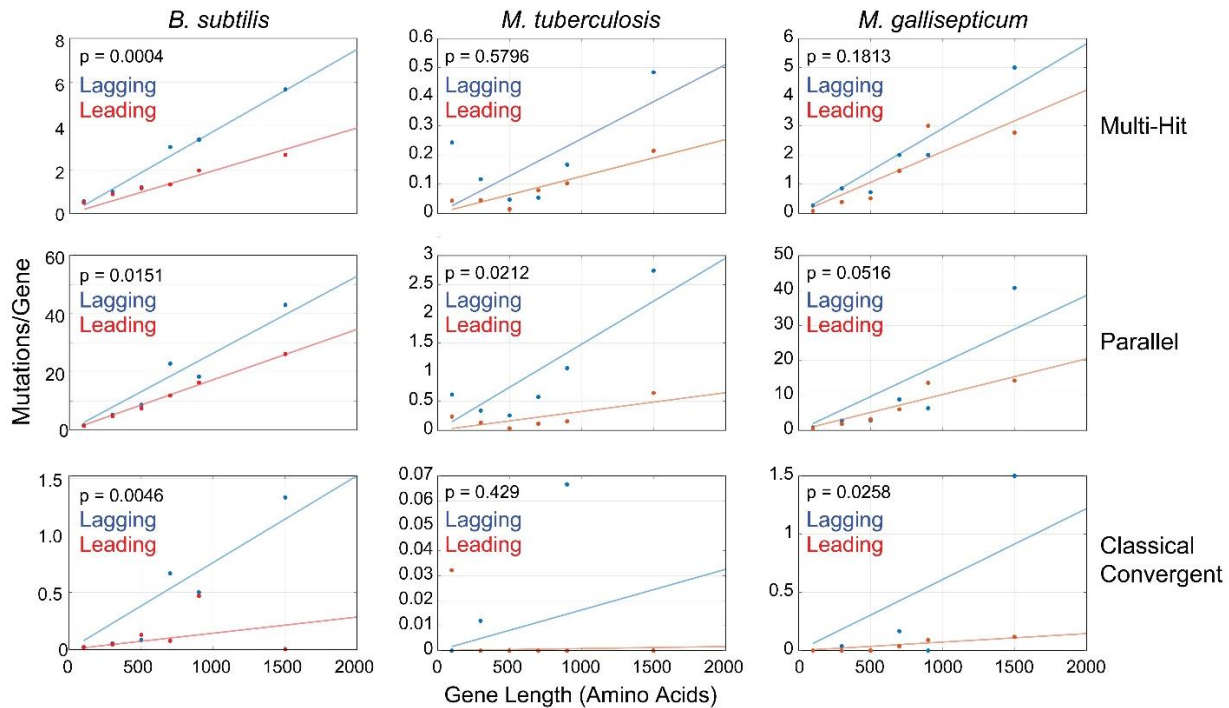 B. subtilis
M. tuberculosis
M. gallisepticum
8
6
4
2
0
p = 0.0004
Lagging
Leading
0.6
0.5
0.4
0.3
0.2
0.1
0
p = 0.5796
Lagging
Leading
6
5
4
3
2
1
0
p = 0.1813
Lagging
Leading
Multi-Hit
Mutations/Gene
60
40
20
0
p = 0.0151
Lagging
Leading
3
2.5
2
1.5
1
0.5
0
p = 0.0212
Lagging
Leading
50
40
30
20
10
0
p = 0.0516
Lagging
Leading
Parallel
1.5
1.0
0.5
0
p = 0.0046
Lagging
Leading
0 500 1000 1500 2000
0.07
0.06
0.05
0.04
0.03
0.02
0.01
0
p = 0.429
Lagging
Leading
0 500 1000 1500 2000
1.5
1
0.5
0
p = 0.0258
Lagging
Leading
0 500 1000 1500 2000
Classical
Convergent
Gene Length (Amino Acids)